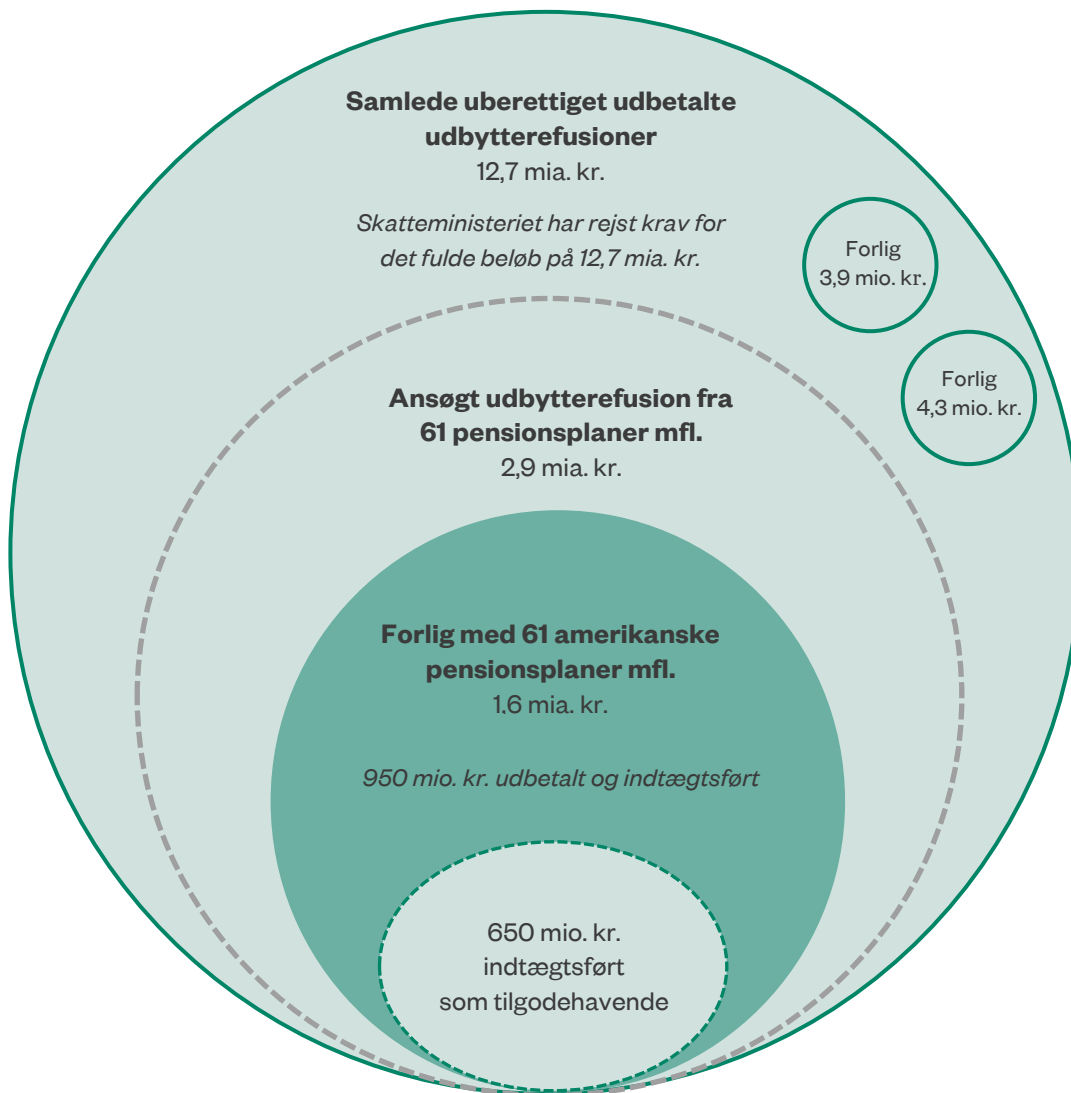 Samlede uberettiget udbetalte
udbytterefusioner
12,7 mia. kr.
Skatteministeriet har rejst krav for
det fulde beløb på 12,7 mia. kr.
Forlig
3,9 mio. kr.
Forlig
4,3 mio. kr.
Ansøgt udbytterefusion fra
61 pensionsplaner mfl.
2,9 mia. kr.
Forlig med 61 amerikanske
pensionsplaner mfl.
1,6 mia. kr.
950 mio. kr. udbetalt og indtægtsført
650 mio. kr.
indtægtsført
som tilgodehavende